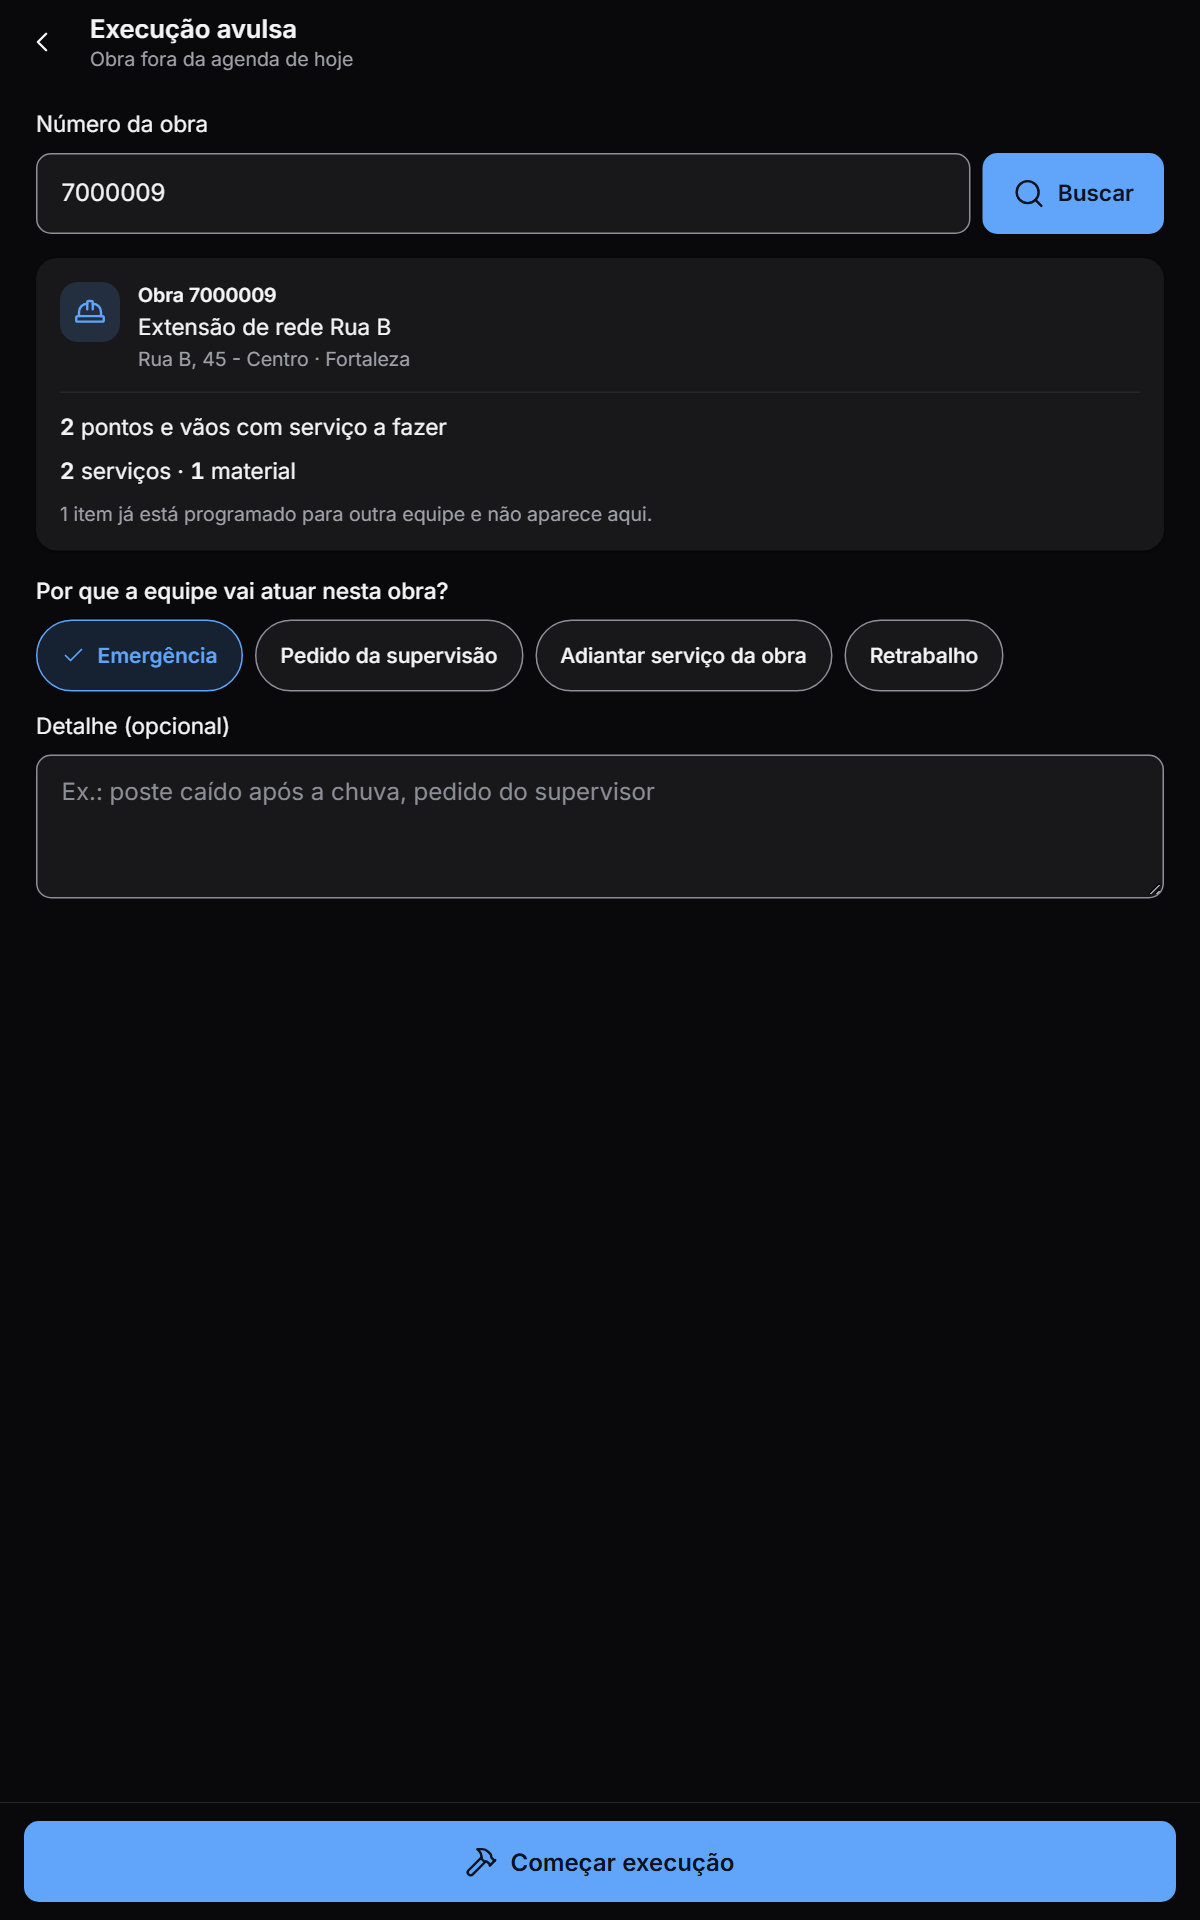 Execução avulsa
Obra fora da agenda de hoje
Número da obra
7000009
Buscar
Obra 7000009
Extensão de rede Rua B
Rua B, 45 - Centro · Fortaleza
2 pontos e vãos com serviço a fazer
2 serviços · 1 material
1 item já está programado para outra equipe e não aparece aqui.
Por que a equipe vai atuar nesta obra?
Emergência
Pedido da supervisão
Adiantar serviço da obra
Retrabalho
Detalhe (opcional)
Ex.: poste caído após a chuva, pedido do supervisor
Começar execução